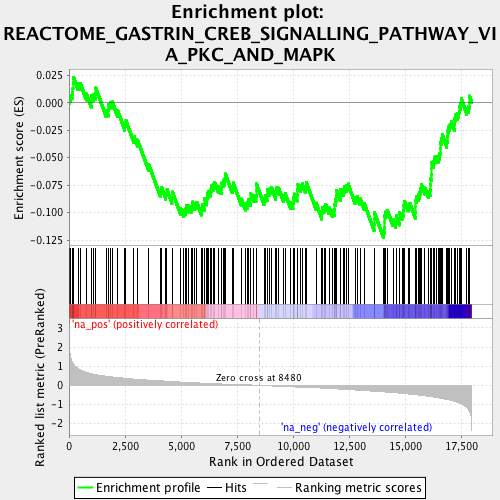 Enrichment plot:
REACTOME_GASTRIN_CREB_SIGNALLING_PATHWAY_VI
A_PKC_AND_MAPK
Enrichment score (ES)
0.025
0.000
-0.025
-0.050
-0.075
-0.100
-0.125
'na_pos' (positively correlated)
Ranked list metric (PreRanked)
3
2
1
0
-1
-2
Zero cross at 8480
'na_neg' (negatively correlated)
0
2,500
5,000
7,500
10,000
12,500
15,000
17,500
Rank in Ordered Dataset
Enrichment profile
Hits
Ranking metric scores